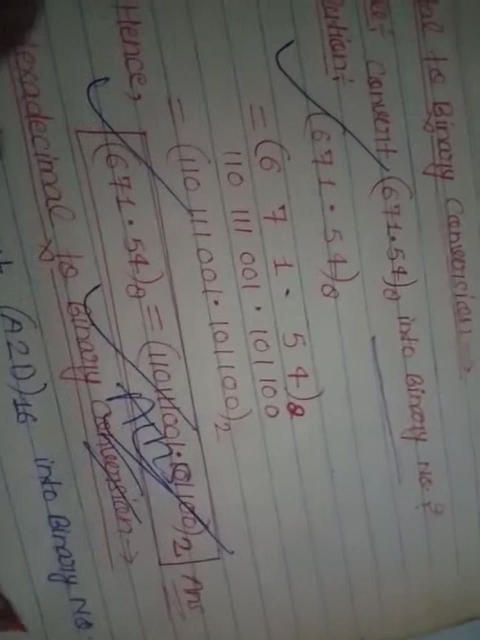 tal to Binary Conversion →
Convert (671.54)8 into Binary No.?
ution:
(671.54)8
= (6 7 1 . 5 4)8
110 111 001 . 101 100
= (110 111 001 . 101100)2
Hence,
(671.54)8 = (110111001.101100)2 Ans
Hexadecimal to Binary Conversion →
(A2D)16 into Binary No.